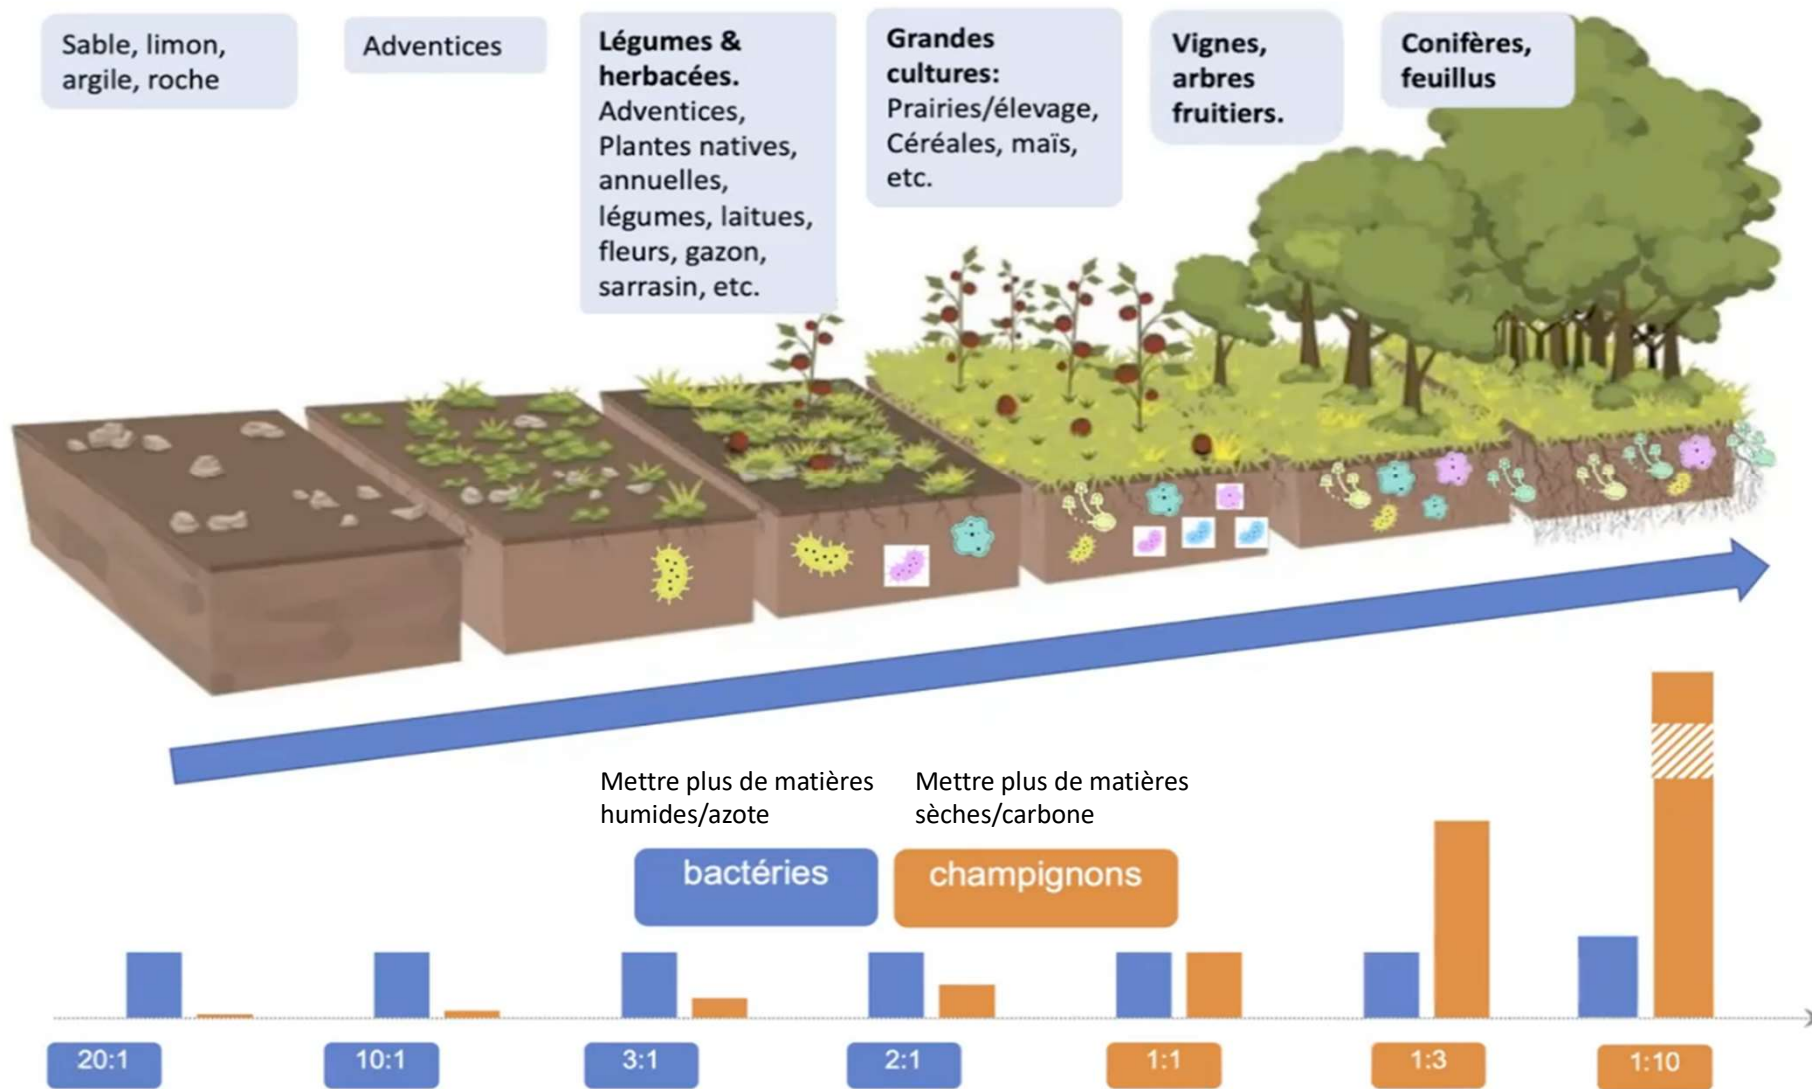 Sable, limon,
argile, roche
Adventices
Légumes &
herbacées.
Adventices,
Plantes natives,
annuelles,
légumes, laitues,
fleurs, gazon,
sarrasin, etc.
Grandes
cultures:
Prairies/élevage,
Céréales, maïs,
etc.
Vignes,
arbres
fruitiers.
Conifères,
feuillus
Mettre plus de matières
humides/azote
Mettre plus de matières
sèches/carbone
bactéries
champignons
20:1
10:1
3:1
2:1
1:1
1:3
1:10